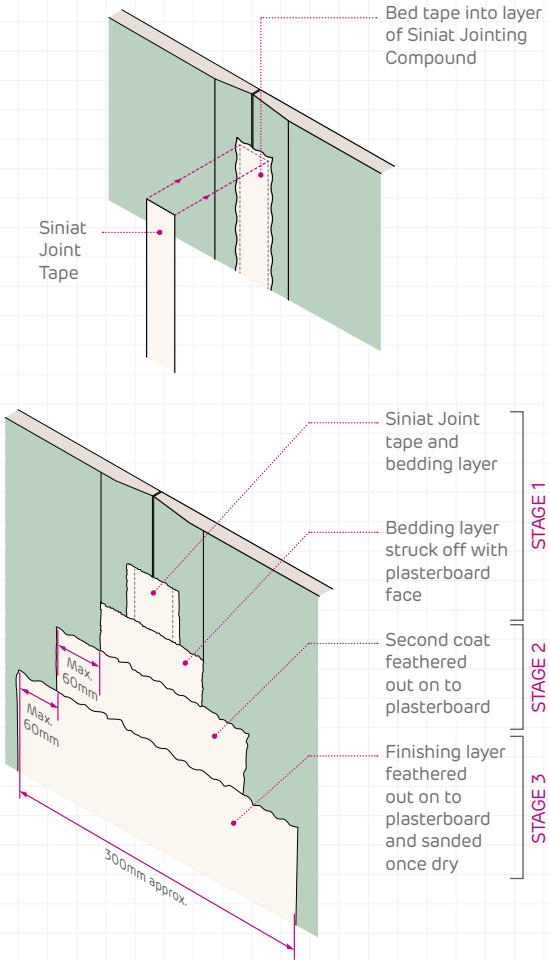 Bed tape into layer
of Siniat Jointing
Compound
Siniat
Joint
Tape
Siniat Joint
tape and
bedding layer
STAGE 1
Bedding layer
struck off with
plasterboard
face
Second coat
feathered
out on to
plasterboard
STAGE 2
Max.
60mm
Max.
60mm
Finishing layer
feathered
out on to
plasterboard
and sanded
once dry
STAGE 3
300mm approx.